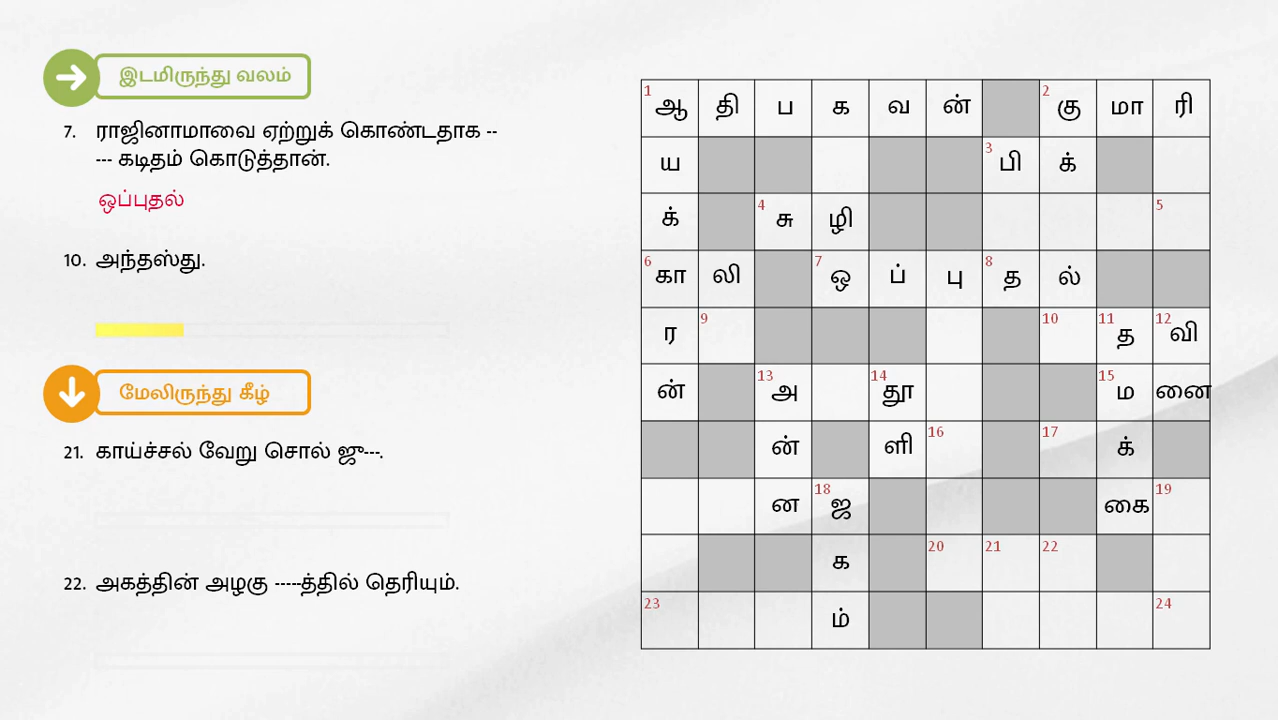 இடமிருந்து வலம்
7. ராஜினாமாவை ஏற்றுக் கொண்டதாக --
--- கடிதம் கொடுத்தான்.
ஒப்புதல்
10. அந்தஸ்து.
மேலிருந்து கீழ்
21. காய்ச்சல் வேறு சொல் ஜு---.
22. அகத்தின் அழகு -----த்தில் தெரியும்.
1 ஆ தி ப க வ ன் 2 கு மா ரி
ய 3 பி க்
க் 4 சு ழி 5
6 கா லி 7 ஒ ப் பு 8 த ல்
ர 9 10 11 த 12 வி
ன் 13 அ 14 தூ 15 ம னை
ன் ளி 16 17 க்
ன 18 ஜ கை 19
க 20 21 22
23 ம் 24